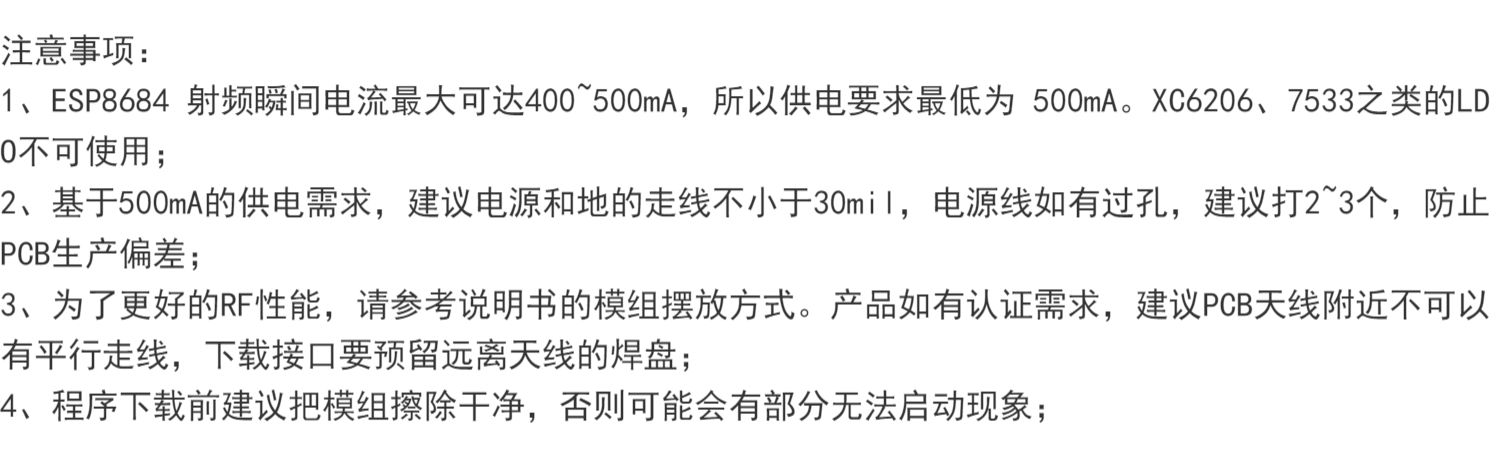 注意事项:
1、ESP8684 射频瞬间电流最大可达400~500mA，所以供电要求最低为 500mA。XC6206、7533之类的LD
O不可使用;
2、基于500mA的供电需求，建议电源和地的走线不小于30mil，电源线如有过孔，建议打2~3个，防止
PCB生产偏差;
3、为了更好的RF性能，请参考说明书的模组摆放方式。产品如有认证需求，建议PCB天线附近不可以
有平行走线，下载接口要预留远离天线的焊盘;
4、程序下载前建议把模组擦除干净，否则可能会有部分无法启动现象;